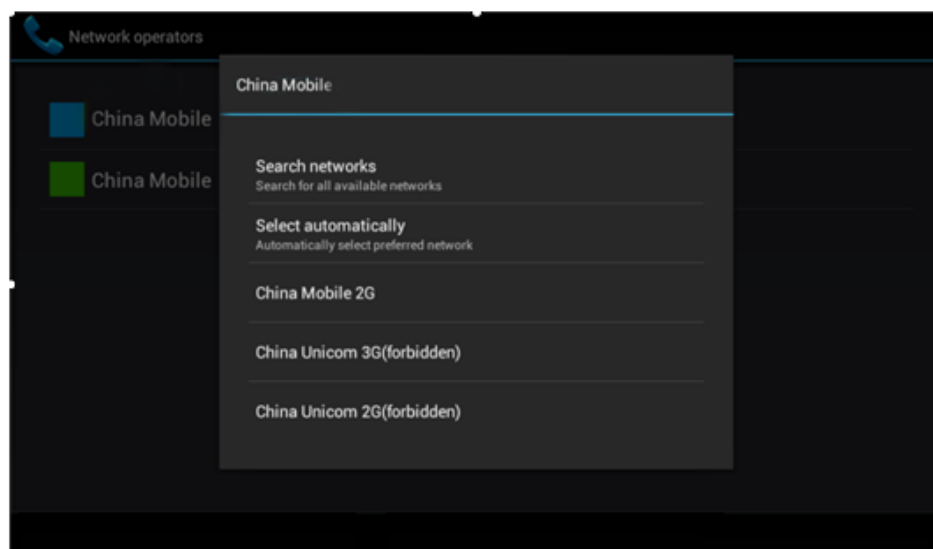 Network operators
China Mobile
China Mobile
China Mobile
Search networks
Search for all available networks
Select automatically
Automatically select preferred network
China Mobile 2G
China Unicom 3G(forbidden)
China Unicom 2G(forbidden)